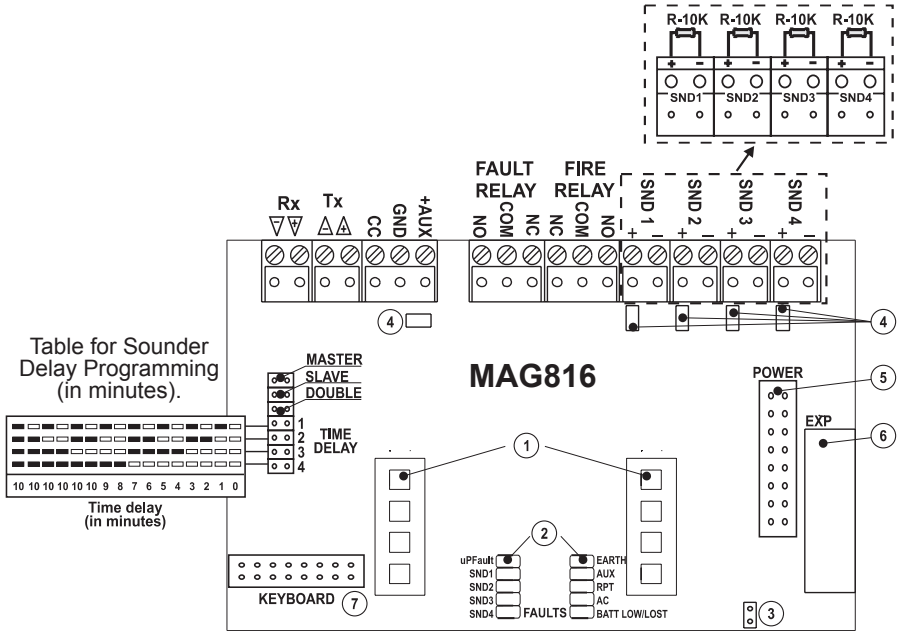 R-10K R-10K R-10K R-10K
+ - + - + - + -
SND1 SND2 SND3 SND4
FAULT RELAY
FIRE RELAY
Rx
Tx
- + - +
CC GND +AUX
NO COM NC NC COM NO
SND 1 SND 2 SND 3 SND 4
+ - + - + - + -
4
4
Table for Sounder
Delay Programming
(in minutes).
MASTER
SLAVE
DOUBLE
1
2
3
4
TIME
DELAY
MAG816
POWER
5
EXP
6
1
10 10 10 10 10 9 8 7 6 5 4 3 2 1 0
Time delay
(in minutes)
2
uPFault
SND1
SND2
SND3
SND4
FAULTS
EARTH
AUX
RPT
AC
BATT LOW/LOST
KEYBOARD
7
3